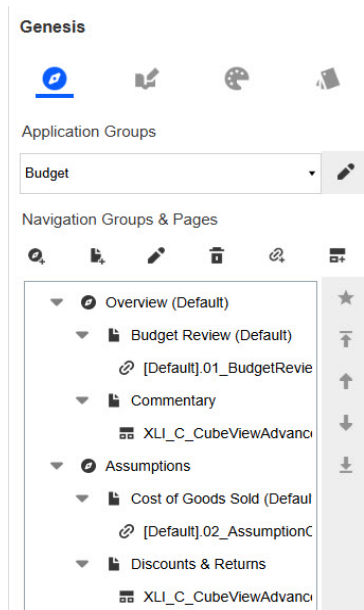 Genesis
Application Groups
Budget
Navigation Groups & Pages
Overview (Default)
Budget Review (Default)
[Default].01_BudgetRevie
Commentary
XLI_C_CubeViewAdvanc
Assumptions
Cost of Goods Sold (Defaul
[Default].02_Assumption
Discounts & Returns
XLI_C_CubeViewAdvanc